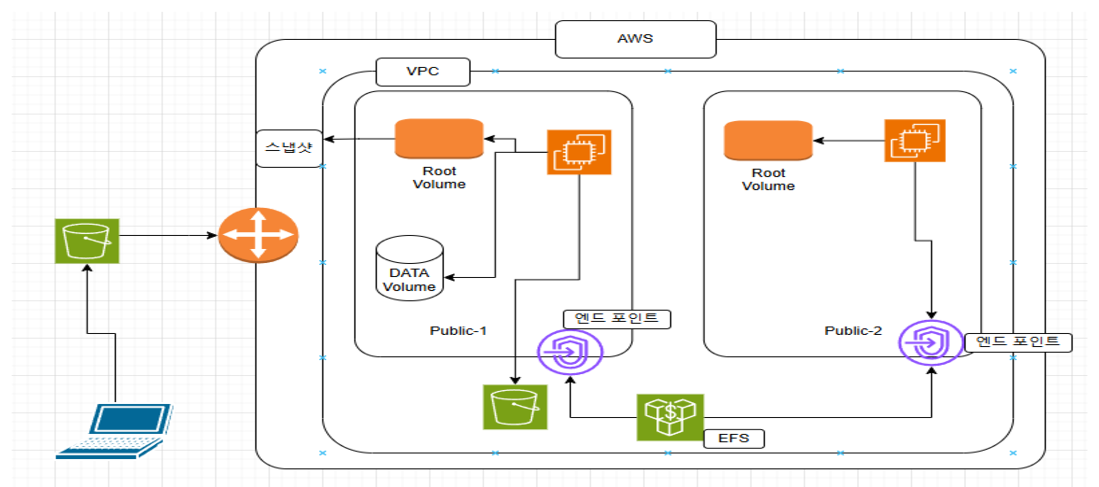 AWS
VPC
스냅샷
Root
Volume
Root
Volume
DATA
Volume
Public-1
엔드 포인트
Public-2
엔드 포인트
$
EFS